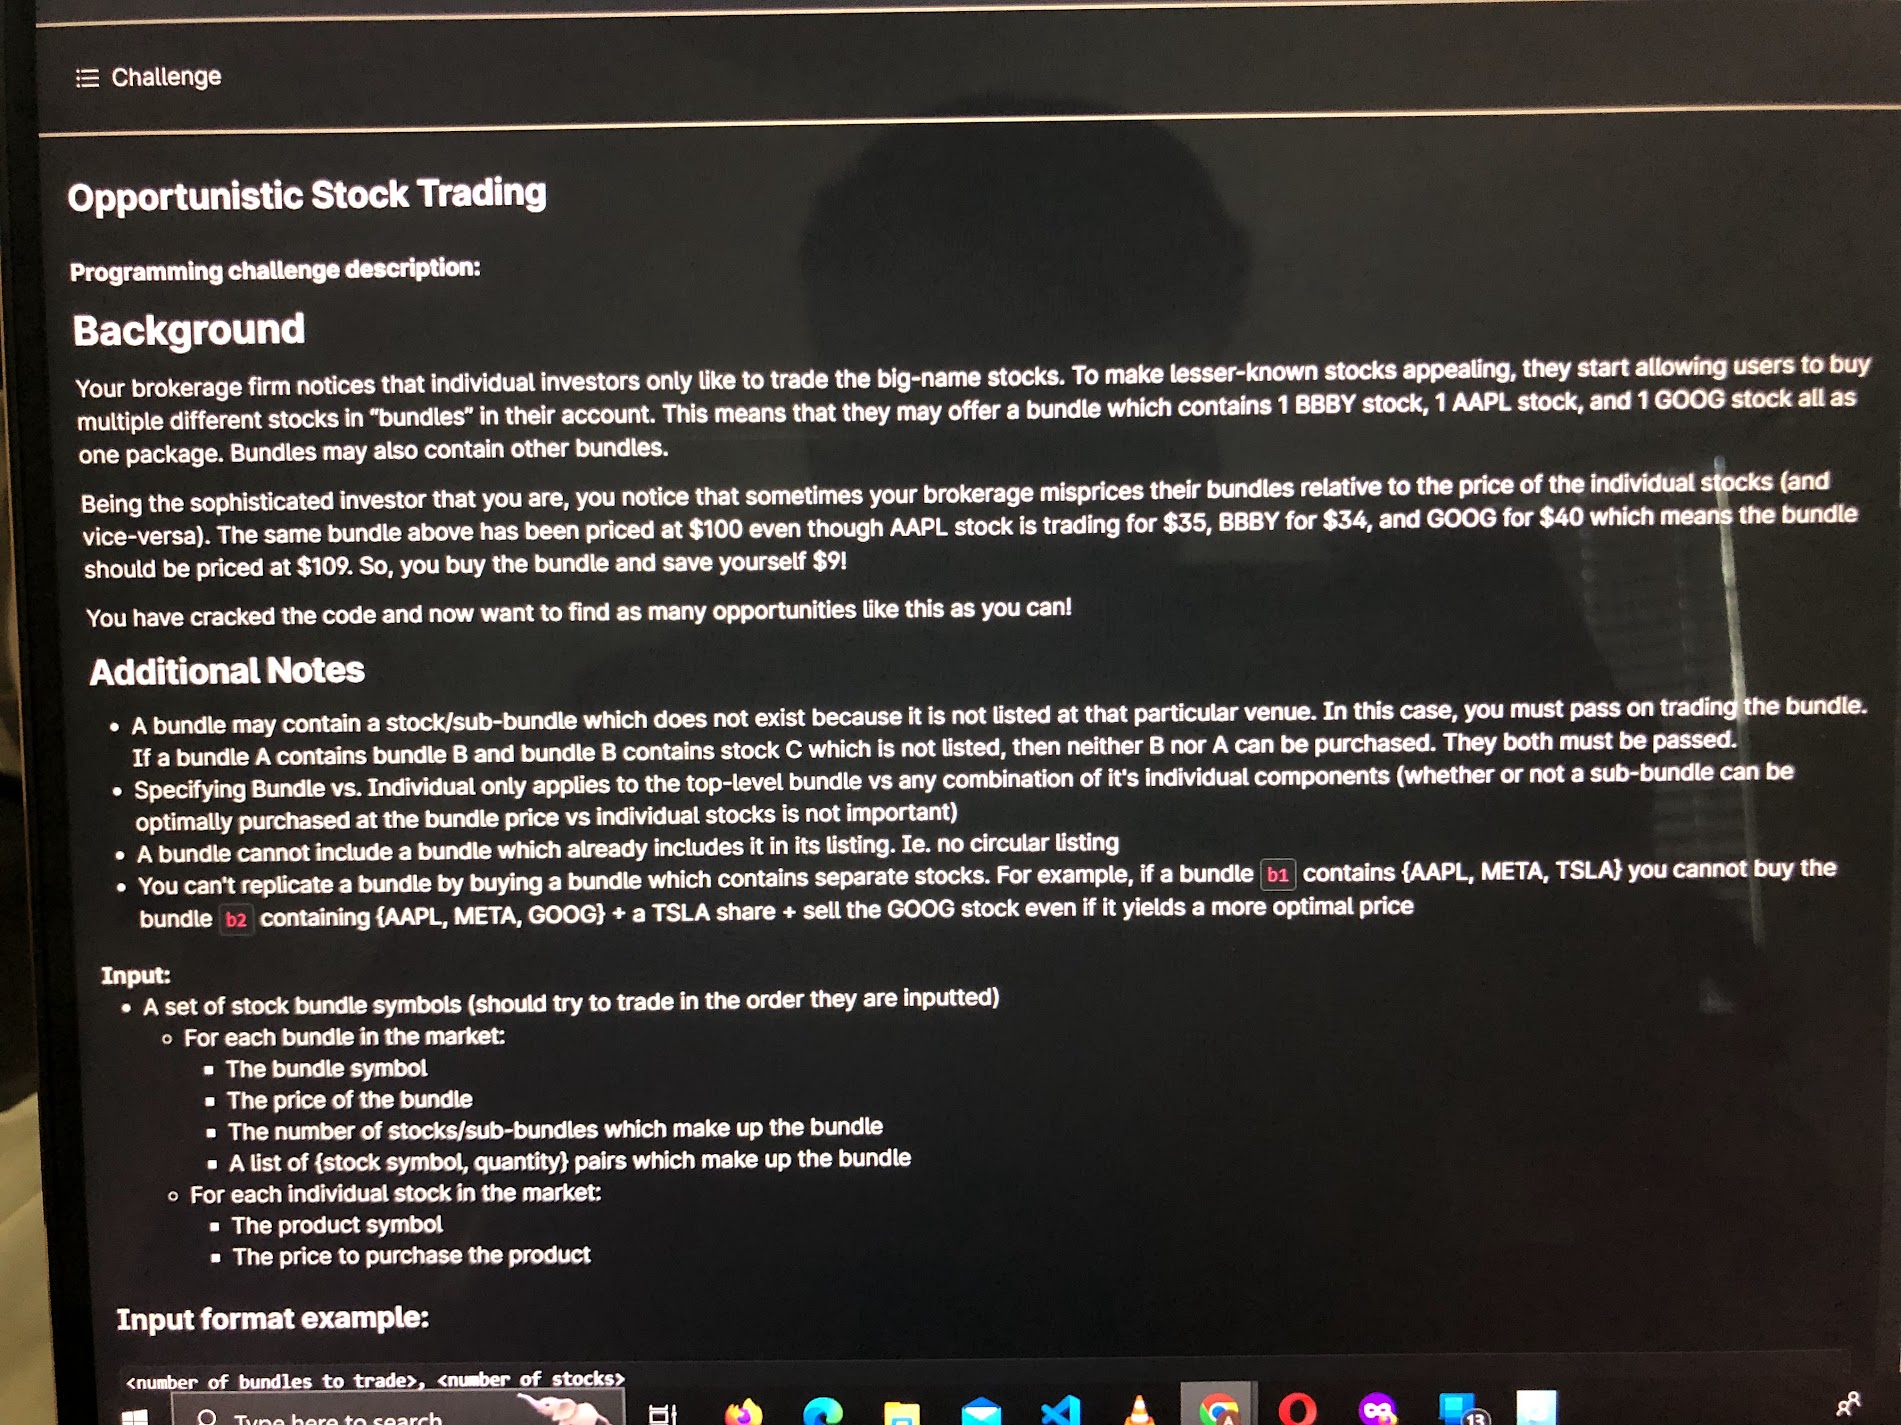 Challenge
Opportunistic Stock Trading
Programming challenge description:
Background
Your brokerage firm notices that individual investors only like to trade the big-name stocks. To make lesser-known stocks appealing, they start allowing users to buy
multiple different stocks in “bundles” in their account. This means that they may offer a bundle which contains 1 BBBY stock, 1 AAPL stock, and 1 GOOG stock all as
one package. Bundles may also contain other bundles.
Being the sophisticated investor that you are, you notice that sometimes your brokerage misprices their bundles relative to the price of the individual stocks (and
vice-versa). The same bundle above has been priced at $100 even though AAPL stock is trading for $35, BBBY for $34, and GOOG for $40 which means the bundle
should be priced at $109. So, you buy the bundle and save yourself $9!
You have cracked the code and now want to find as many opportunities like this as you can!
Additional Notes
• A bundle may contain a stock/sub-bundle which does not exist because it is not listed at that particular venue. In this case, you must pass on trading the bundle.
If a bundle A contains bundle B and bundle B contains stock C which is not listed, then neither B nor A can be purchased. They both must be passed.
• Specifying Bundle vs. Individual only applies to the top-level bundle vs any combination of it's individual components (whether or not a sub-bundle can be
optimally purchased at the bundle price vs individual stocks is not important)
• A bundle cannot include a bundle which already includes it in its listing. Ie. no circular listing
• You can't replicate a bundle by buying a bundle which contains separate stocks. For example, if a bundle b1 contains {AAPL, META, TSLA} you cannot buy the
bundle b2 containing {AAPL, META, GOOG} + a TSLA share + sell the GOOG stock even if it yields a more optimal price
Input:
• A set of stock bundle symbols (should try to trade in the order they are inputted)
◦ For each bundle in the market:
▪ The bundle symbol
▪ The price of the bundle
▪ The number of stocks/sub-bundles which make up the bundle
▪ A list of {stock symbol, quantity} pairs which make up the bundle
◦ For each individual stock in the market:
▪ The product symbol
▪ The price to purchase the product
Input format example:
<number of bundles to trade>, <number of stocks>
Type here to search
13